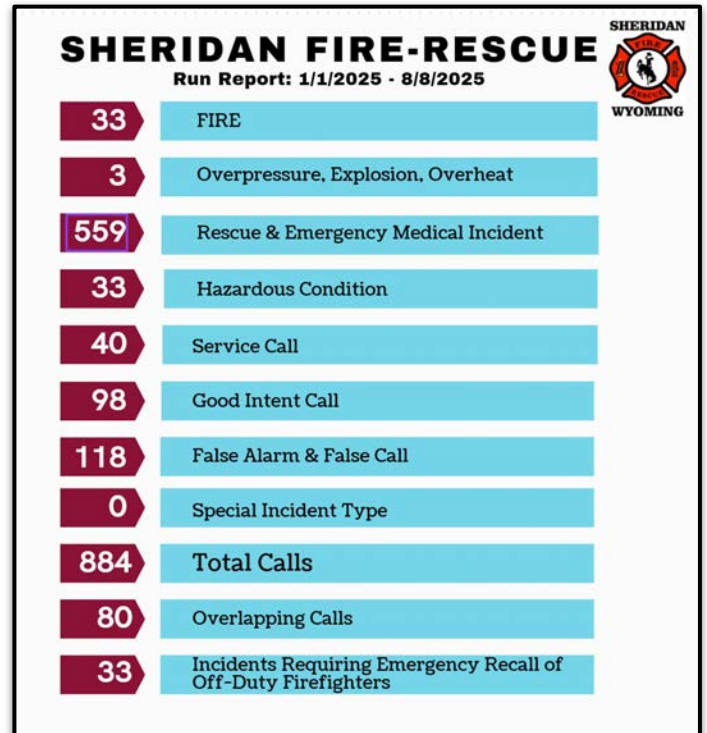 SHERIDAN FIRE-RESCUE
Run Report: 1/1/2025 - 8/8/2025
SHERIDAN
FIRE
RESCUE
WYOMING
33 FIRE
3 Overpressure, Explosion, Overheat
559 Rescue & Emergency Medical Incident
33 Hazardous Condition
40 Service Call
98 Good Intent Call
118 False Alarm & False Call
0 Special Incident Type
884 Total Calls
80 Overlapping Calls
33 Incidents Requiring Emergency Recall of
Off-Duty Firefighters